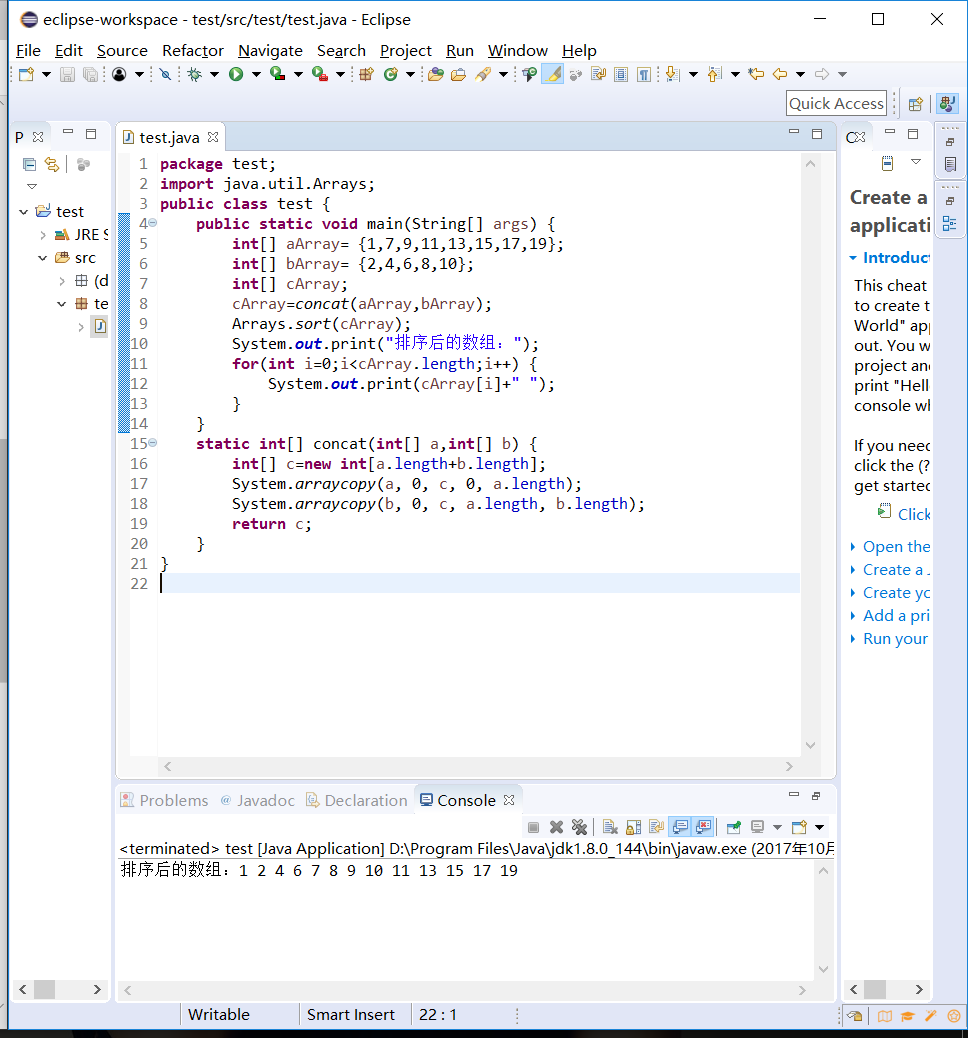 eclipse-workspace - test/src/test/test.java - Eclipse
File Edit Source Refactor Navigate Search Project Run Window Help
Quick Access
P
test
JRE S
src
(d
te
test.java
1 package test;
2 import java.util.Arrays;
3 public class test {
4 public static void main(String[] args) {
5 int[] aArray= {1,7,9,11,13,15,17,19};
6 int[] bArray= {2,4,6,8,10};
7 int[] cArray;
8 cArray=concat(aArray,bArray);
9 Arrays.sort(cArray);
10 System.out.print("排序后的数组：");
11 for(int i=0;i<cArray.length;i++) {
12 System.out.print(cArray[i]+" ");
13 }
14 }
15 static int[] concat(int[] a,int[] b) {
16 int[] c=new int[a.length+b.length];
17 System.arraycopy(a, 0, c, 0, a.length);
18 System.arraycopy(b, 0, c, a.length, b.length);
19 return c;
20 }
21 }
22
C
Create a
applicati
Introduct
This cheat
to create t
World" app
out. You w
project and
print "Hell
console wh
If you need
click the (?
get started
Click
Open the
Create a
Create yo
Add a pri
Run your
Problems @ Javadoc Declaration Console
<terminated> test [Java Application] D:\Program Files\Java\jdk1.8.0_144\bin\javaw.exe (2017年10月
排序后的数组：1 2 4 6 7 8 9 10 11 13 15 17 19
Writable Smart Insert 22 : 1